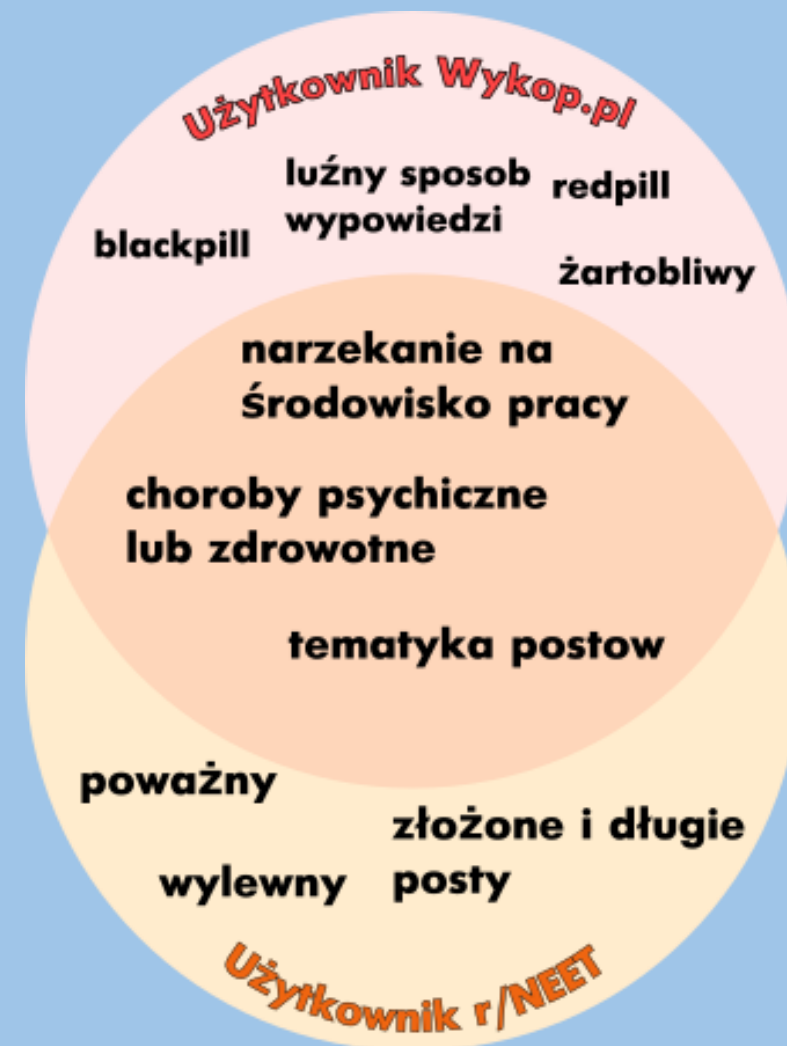 Użytkownik Wykop.pl
luźny sposob
wypowiedzi
redpill
blackpill
żartobliwy
narzekanie na
środowisko pracy
choroby psychiczne
lub zdrowotne
tematyka postow
poważny
złożone i długie
posty
wylewny
Użytkownik r/NEET